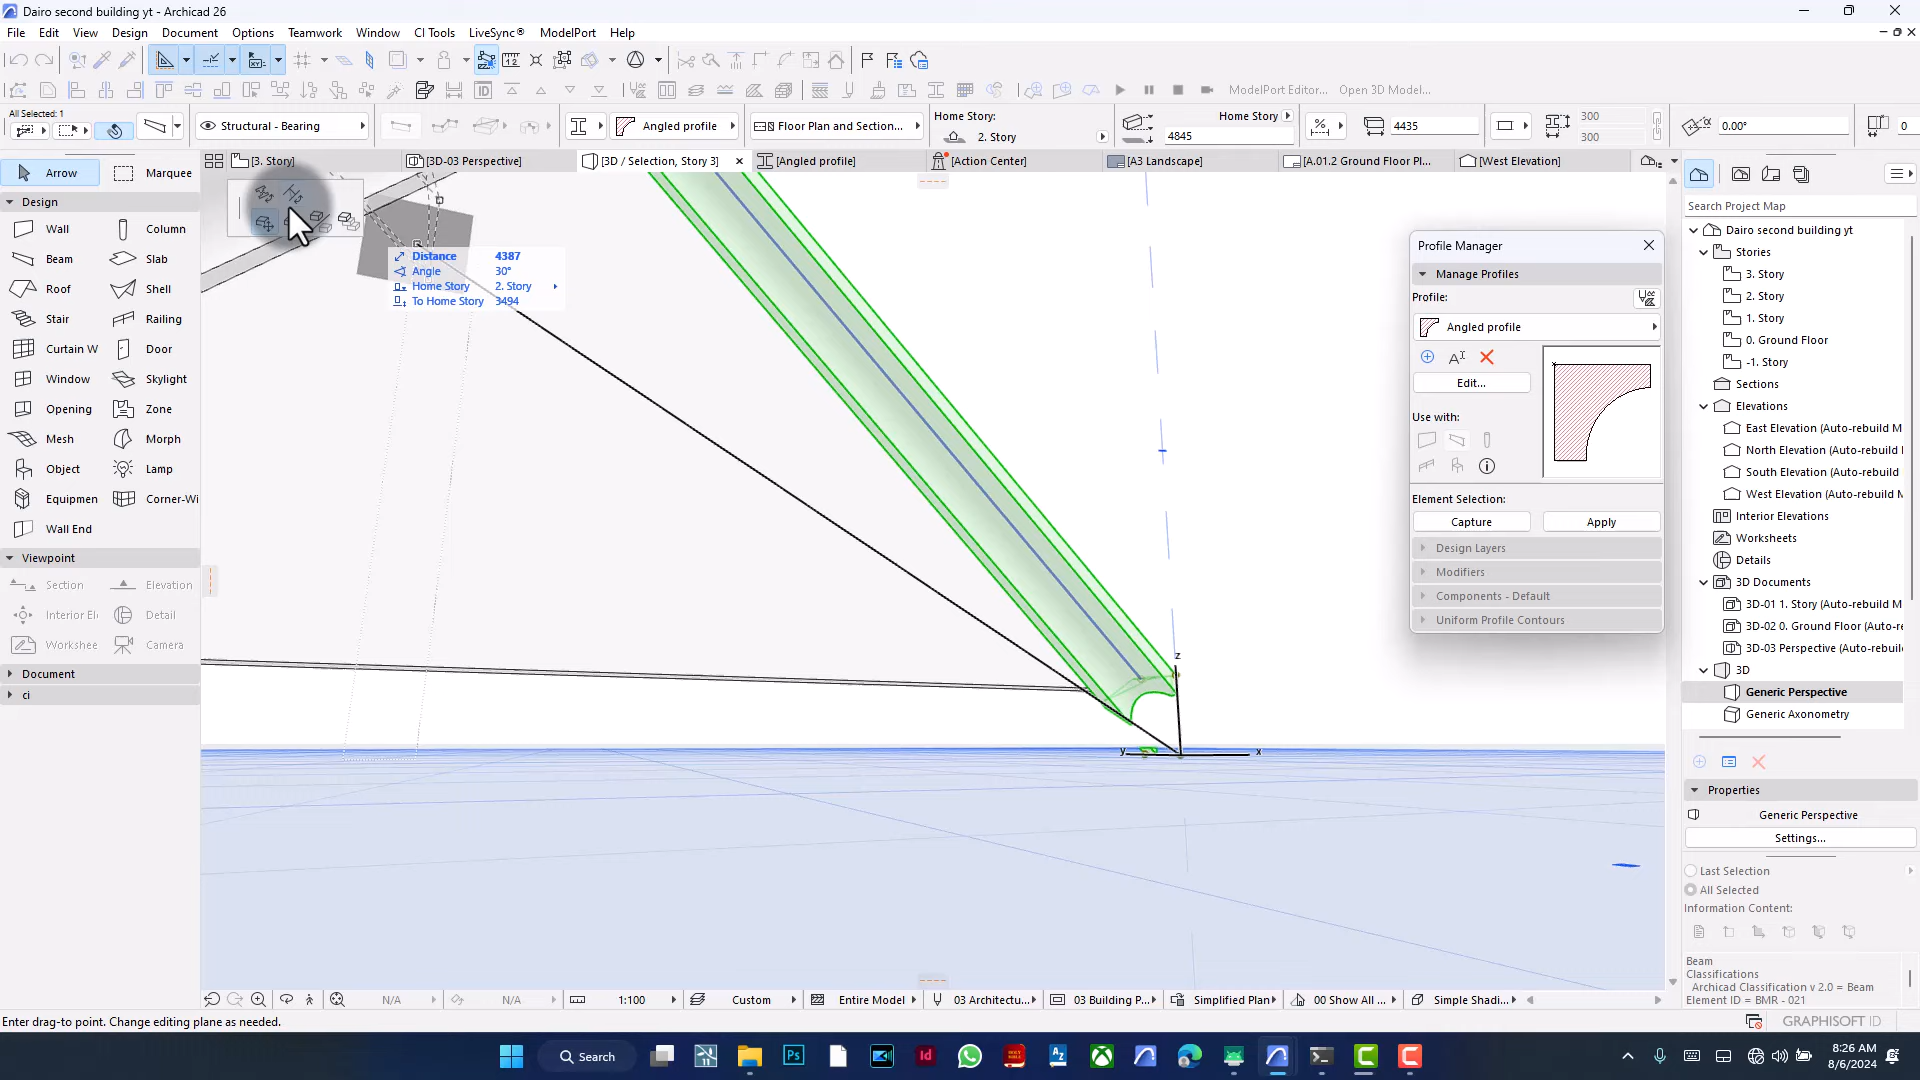 Dairo second building yt - Archicad 26
File Edit View Design Document Options Teamwork Window CI Tools LiveSync® ModelPort Help
ModelPort Editor... Open 3D Model...
All Selected: 1
Structural - Bearing
Angled profile
Floor Plan and Section...
Home Story:
2. Story
Home Story
4845
4435
300
300
0.00°
0
[3. Story]
[3D-03 Perspective]
[3D / Selection, Story 3]
[Angled profile]
[Action Center]
[A3 Landscape]
[A.01.2 Ground Floor Pl...
[West Elevation]
Arrow Marquee
Design
Wall Column
Beam Slab
Roof Shell
Stair Railing
Curtain W Door
Window Skylight
Opening Zone
Mesh Morph
Object Lamp
Equipmen Corner-Wi
Wall End
Viewpoint
Section Elevation
Interior El Detail
Workshee Camera
Document
ci
Distance 4387
Angle 30°
Home Story 2. Story
To Home Story 3494
z
y
x
Profile Manager
Manage Profiles
Profile:
Angled profile
Edit...
Use with:
Element Selection:
Capture Apply
Design Layers
Modifiers
Components - Default
Uniform Profile Contours
Search Project Map
Dairo second building yt
Stories
3. Story
2. Story
1. Story
0. Ground Floor
-1. Story
Sections
Elevations
East Elevation (Auto-rebuild M
North Elevation (Auto-rebuild
South Elevation (Auto-rebuild
West Elevation (Auto-rebuild M
Interior Elevations
Worksheets
Details
3D Documents
3D-01 1. Story (Auto-rebuild M
3D-02 0. Ground Floor (Auto-re
3D-03 Perspective (Auto-rebuild
3D
Generic Perspective
Generic Axonometry
Properties
Generic Perspective
Settings...
Last Selection
All Selected
Information Content:
Beam
Classifications
Archicad Classification v 2.0 = Beam
Element ID = BMR - 021
N/A
N/A
1:100
Custom
Entire Model
03 Architectu...
03 Building P...
Simplified Plan
00 Show All ...
Simple Shadi...
Enter drag-to point. Change editing plane as needed.
GRAPHISOFT ID
Search
8:26 AM
8/6/2024